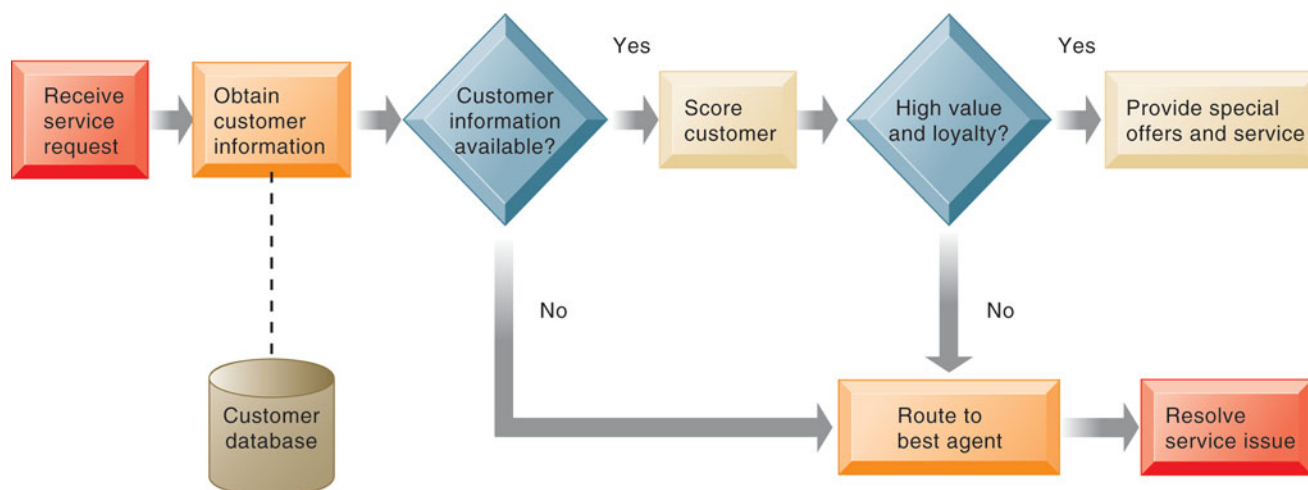 Receive
service
request
Obtain
customer
information
Customer
information
available?
Yes
Score
customer
High value
and loyalty?
Yes
Provide special
offers and service
No
No
Customer
database
Route to
best agent
Resolve
service issue